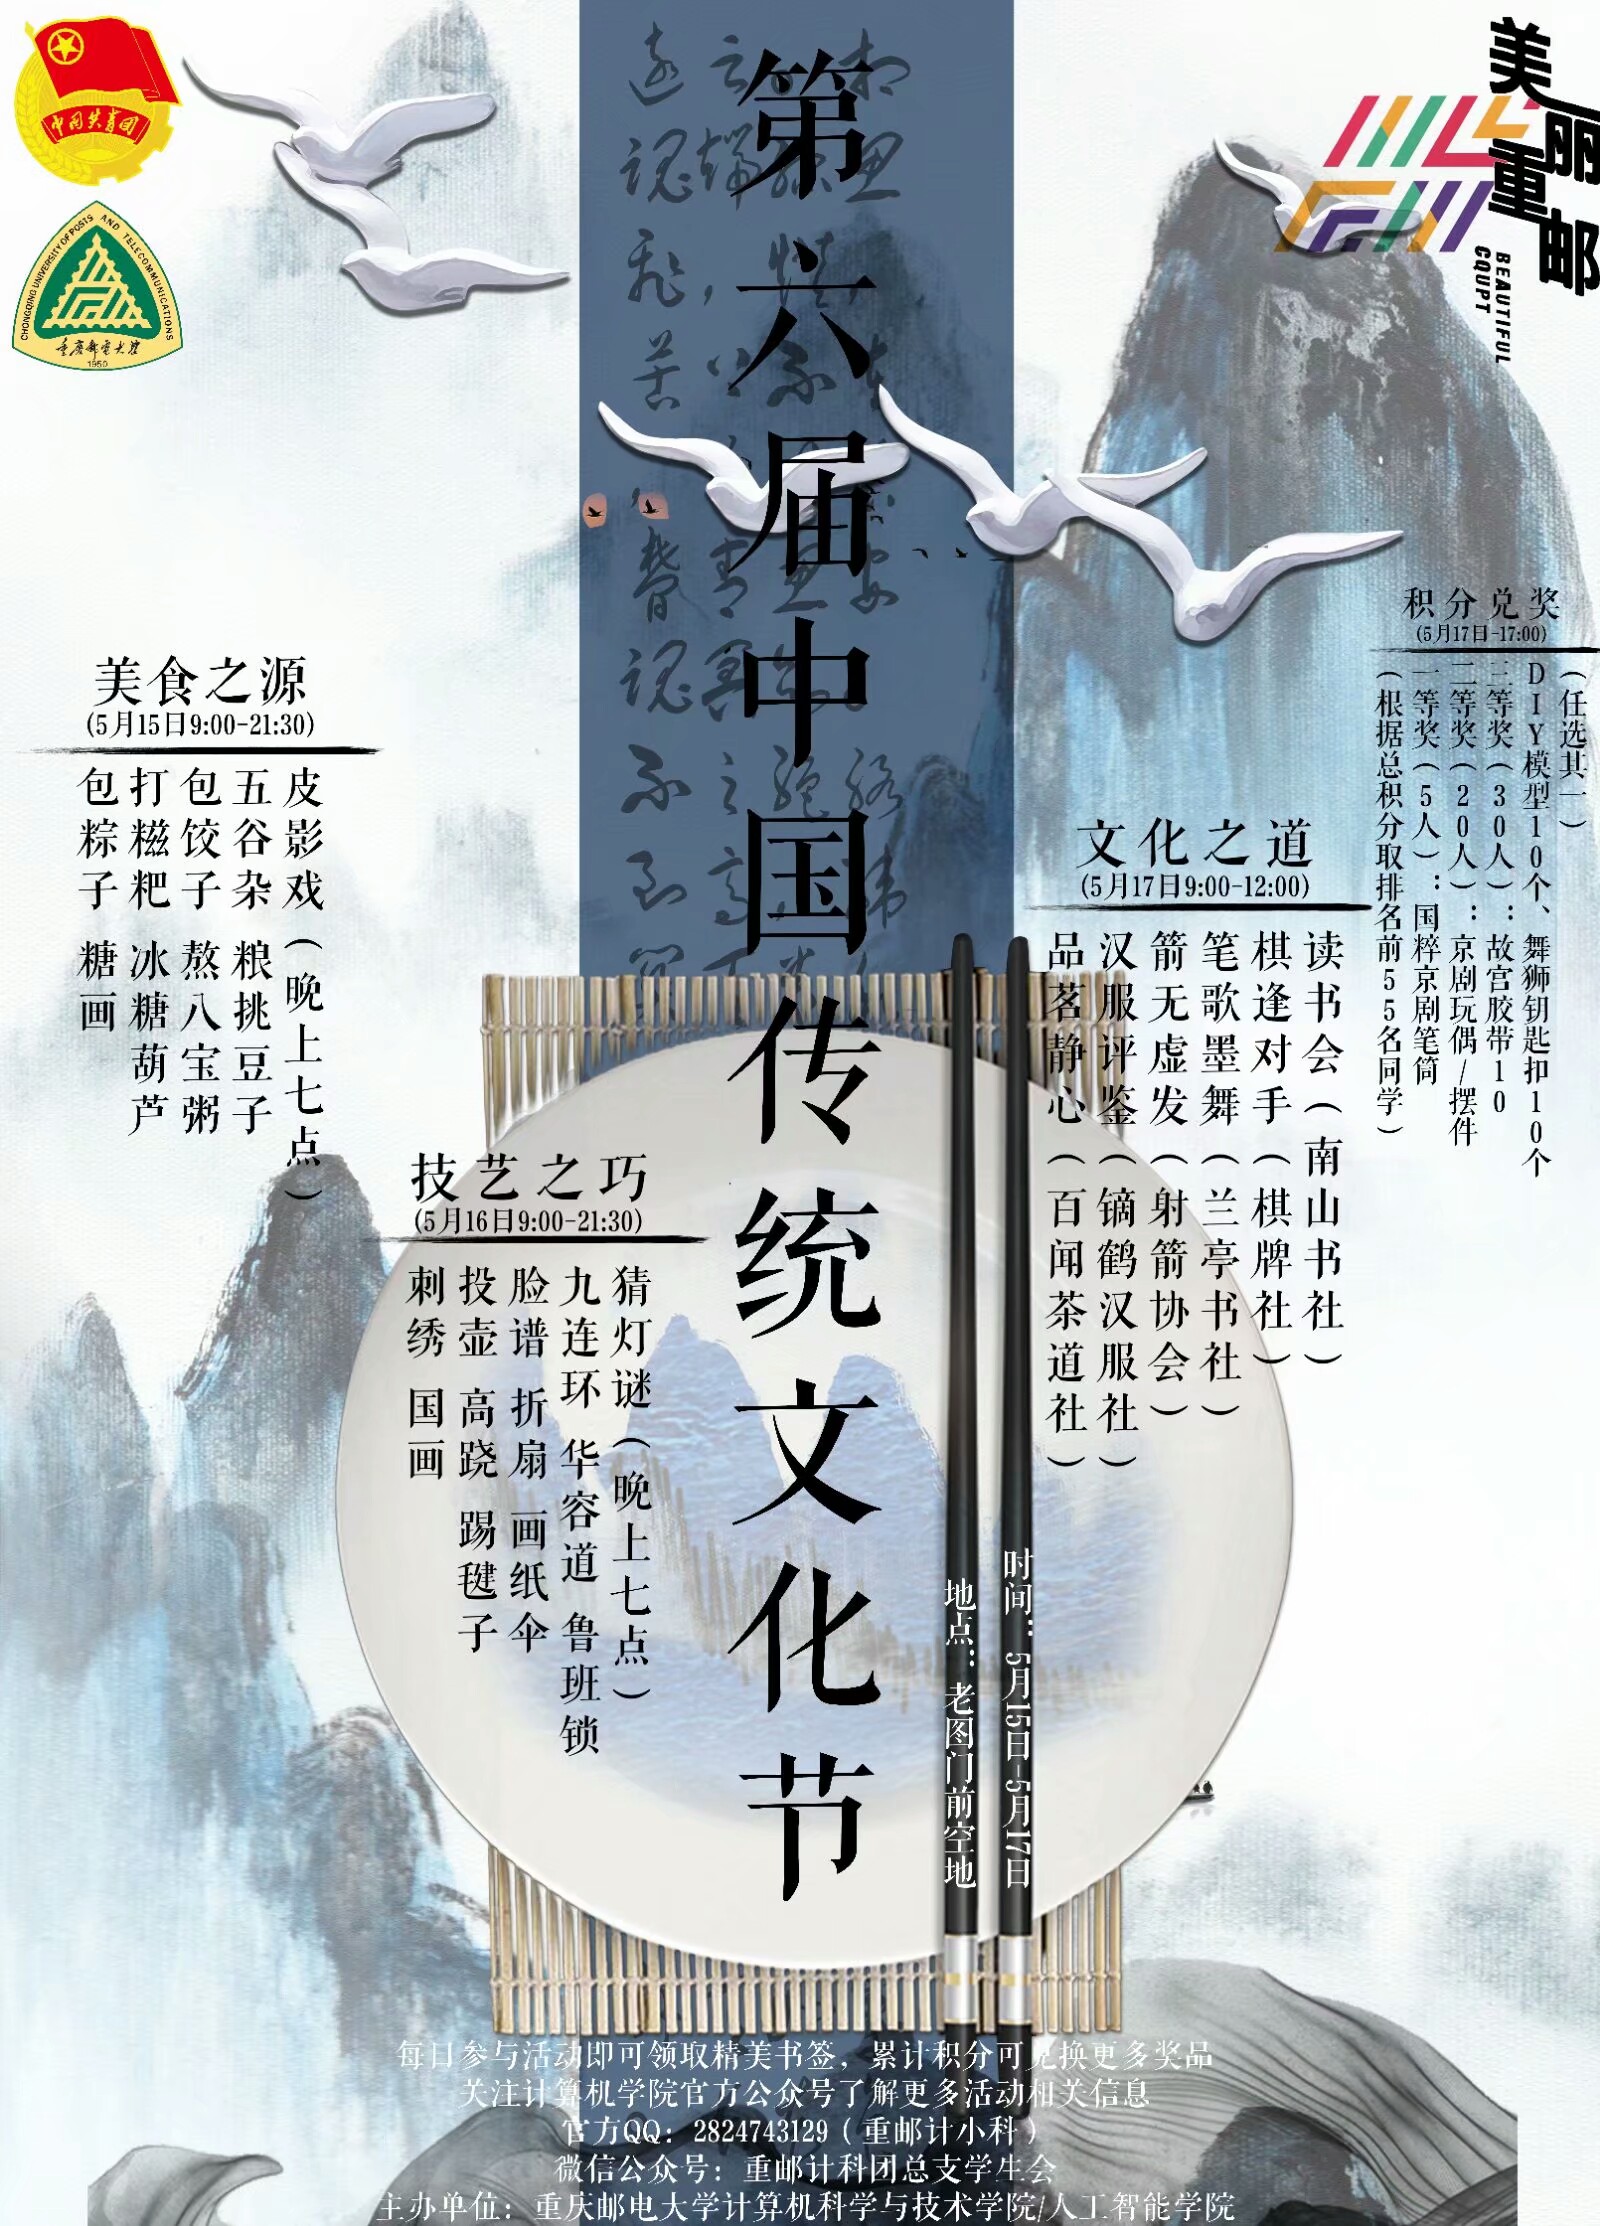 中国共青团
CHONGQING UNIVERSITY OF POSTS AND TELECOMMUNICATIONS
重庆邮电大学
1950
美丽重邮
BEAUTIFUL
CQUPT
第六届中国传统文化节
美食之源
(5月15日9:00-21:30)
皮影戏（晚上七点）
五谷杂粮挑豆子
包饺子 熬八宝粥
打糍粑 冰糖葫芦
包粽子 糖画
技艺之巧
(5月16日9:00-21:30)
猜灯谜（晚上七点）
九连环 华容道 鲁班锁
脸谱 折扇 画纸伞
投壶 高跷 踢毽子
刺绣 国画
文化之道
(5月17日9:00-12:00)
读书会（南山书社）
棋逢对手（棋牌社）
笔歌墨舞（兰亭书社）
箭无虚发（射箭协会）
汉服评鉴（镝鹤汉服社）
品茗静心（百闻茶道社）
积分兑奖
(5月17日-17:00)
（任选其一）
DIY模型10个、舞狮钥匙扣10个
三等奖（30人）：故宫胶带10
二等奖（20人）：京剧玩偶/摆件
一等奖（5人）：国粹京剧笔筒
（根据总积分取排名前55名同学）
时间：5月15日-5月17日
地点：老图门前空地
每日参与活动即可领取精美书签，累计积分可兑换更多奖品
关注计算机学院官方公众号了解更多活动相关信息
官方QQ：2824743129（重邮计小科）
微信公众号：重邮计科团总支学生会
主办单位：重庆邮电大学计算机科学与技术学院/人工智能学院